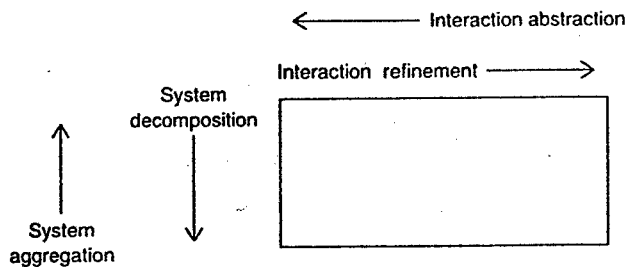 Interaction abstraction
Interaction refinement
System
decomposition
System
aggregation